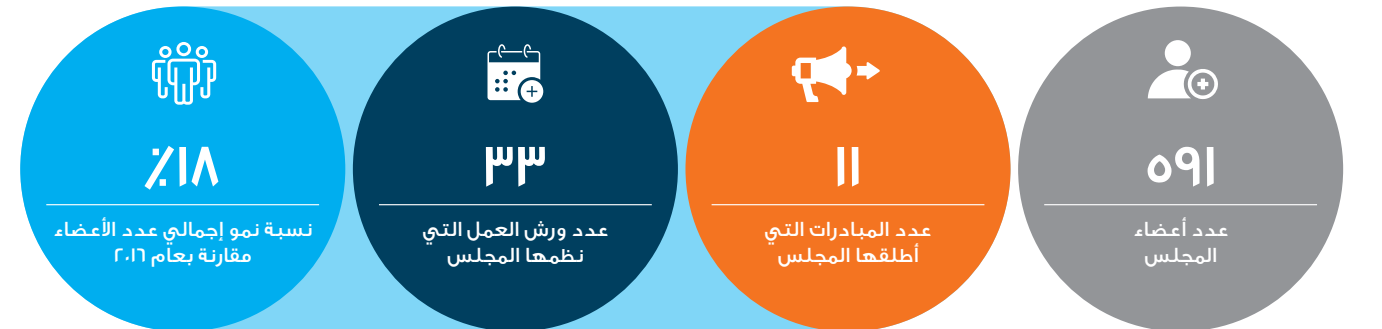 ٥٩١
عدد أعضاء
المجلس
١١
عدد المبادرات التي
أطلقها المجلس
٣٣
عدد ورش العمل التي
نظمها المجلس
٪١٨
نسبة نمو إجمالي عدد الأعضاء
مقارنة بعام ٢٠١٦